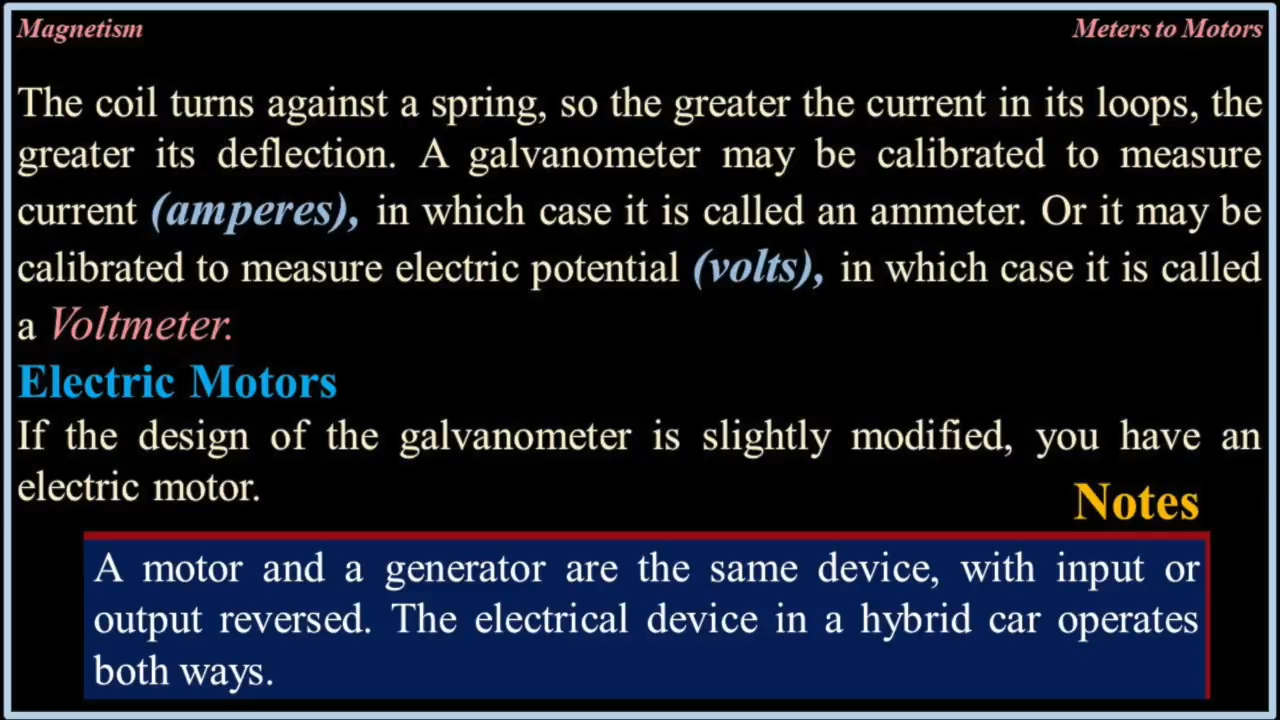 Magnetism
Meters to Motors
The coil turns against a spring, so the greater the current in its loops, the
greater its deflection. A galvanometer may be calibrated to measure
current (amperes), in which case it is called an ammeter. Or it may be
calibrated to measure electric potential (volts), in which case it is called
a Voltmeter.
Electric Motors
If the design of the galvanometer is slightly modified, you have an
electric motor.
Notes
A motor and a generator are the same device, with input or
output reversed. The electrical device in a hybrid car operates
both ways.